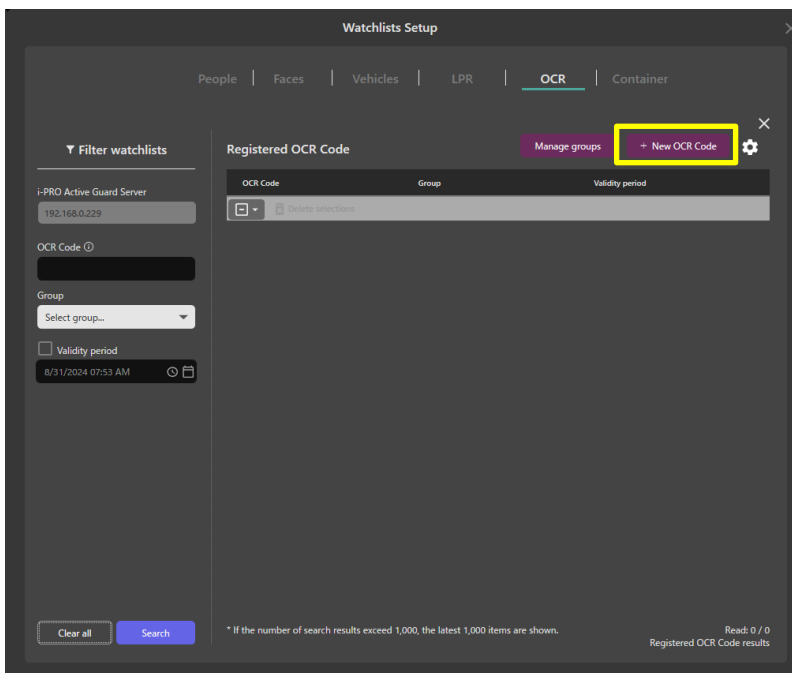 Watchlists Setup
People | Faces | Vehicles | LPR | OCR | Container
Filter watchlists
Registered OCR Code
Manage groups
+ New OCR Code
i-PRO Active Guard Server
192.168.0.229
OCR Code
Group
Select group...
Validity period
8/31/2024 07:53 AM
OCR Code Group Validity period
Delete selections
Clear all
Search
* If the number of search results exceed 1,000, the latest 1,000 items are shown.
Read: 0 / 0
Registered OCR Code results